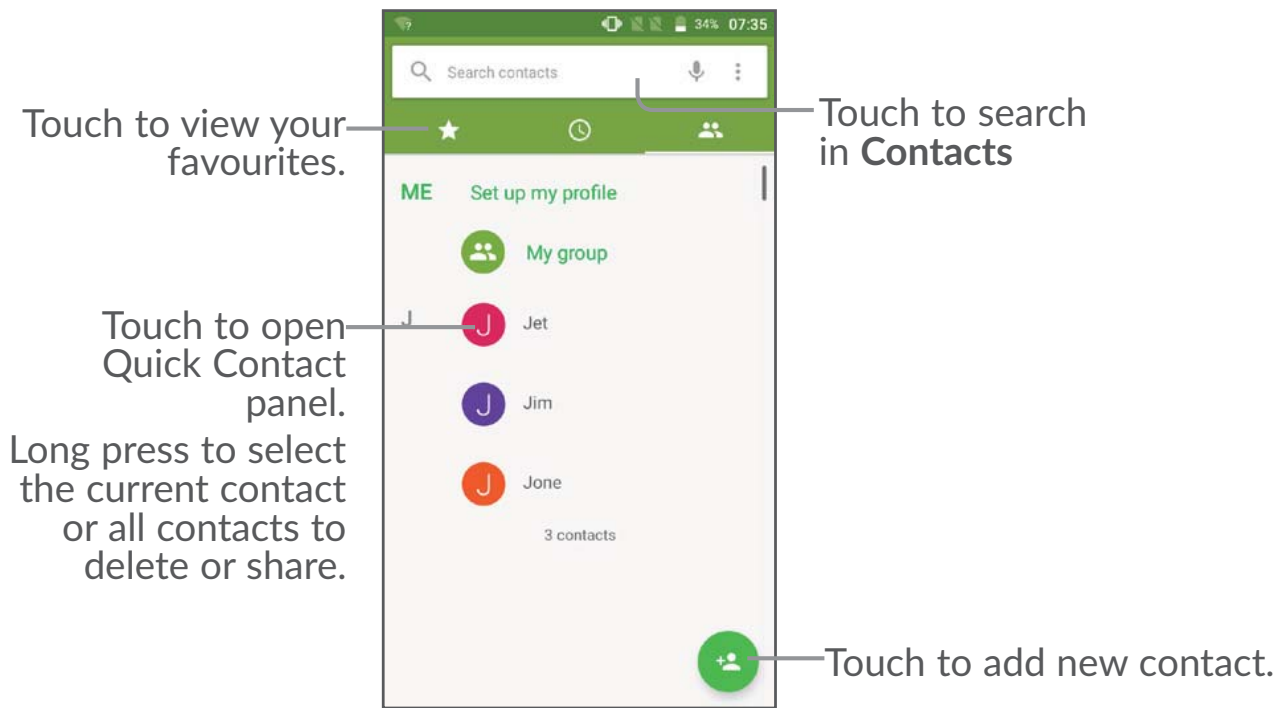 34% 07:35
Search contacts
Touch to view your
favourites.
Touch to search
in Contacts
ME Set up my profile
My group
Touch to open
Quick Contact
panel.
Long press to select
the current contact
or all contacts to
delete or share.
J J Jet
J Jim
J Jone
3 contacts
Touch to add new contact.